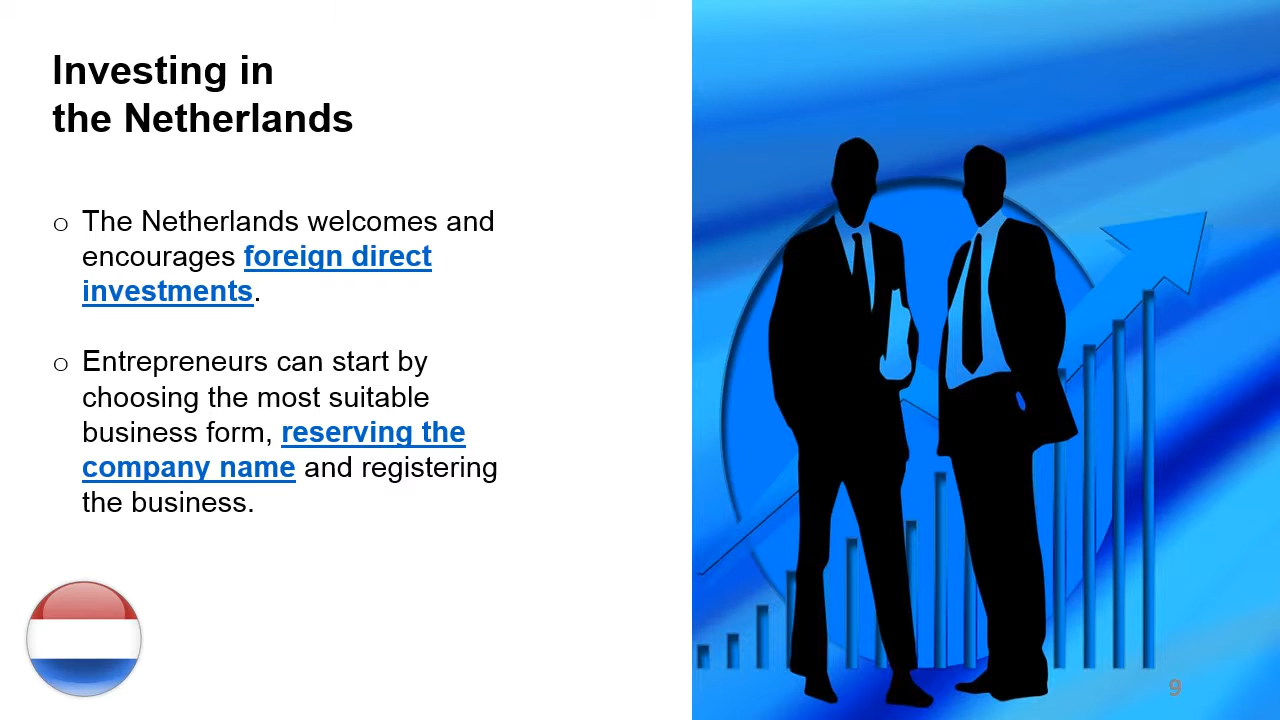 Investing in
the Netherlands
o The Netherlands welcomes and
encourages foreign direct
investments.
o Entrepreneurs can start by
choosing the most suitable
business form, reserving the
company name and registering
the business.
9